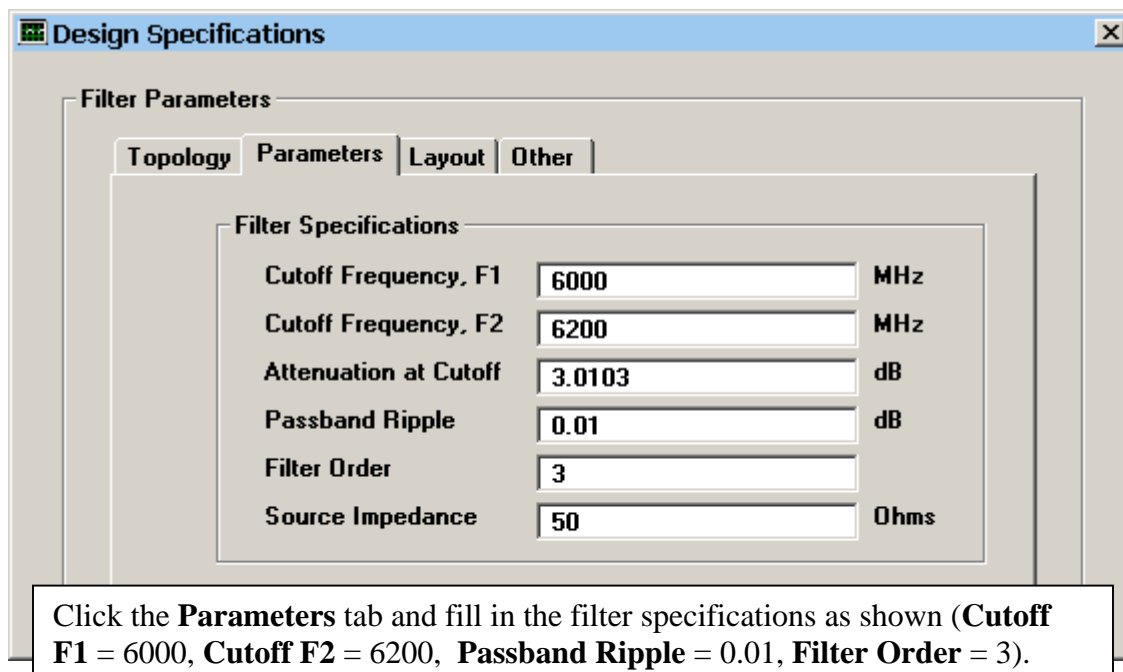 Design Specifications
Filter Parameters
Topology Parameters Layout Other
Filter Specifications
Cutoff Frequency, F1 6000 MHz
Cutoff Frequency, F2 6200 MHz
Attenuation at Cutoff 3.0103 dB
Passband Ripple 0.01 dB
Filter Order 3
Source Impedance 50 Ohms
Click the Parameters tab and fill in the filter specifications as shown (Cutoff
F1 = 6000, Cutoff F2 = 6200, Passband Ripple = 0.01, Filter Order = 3).